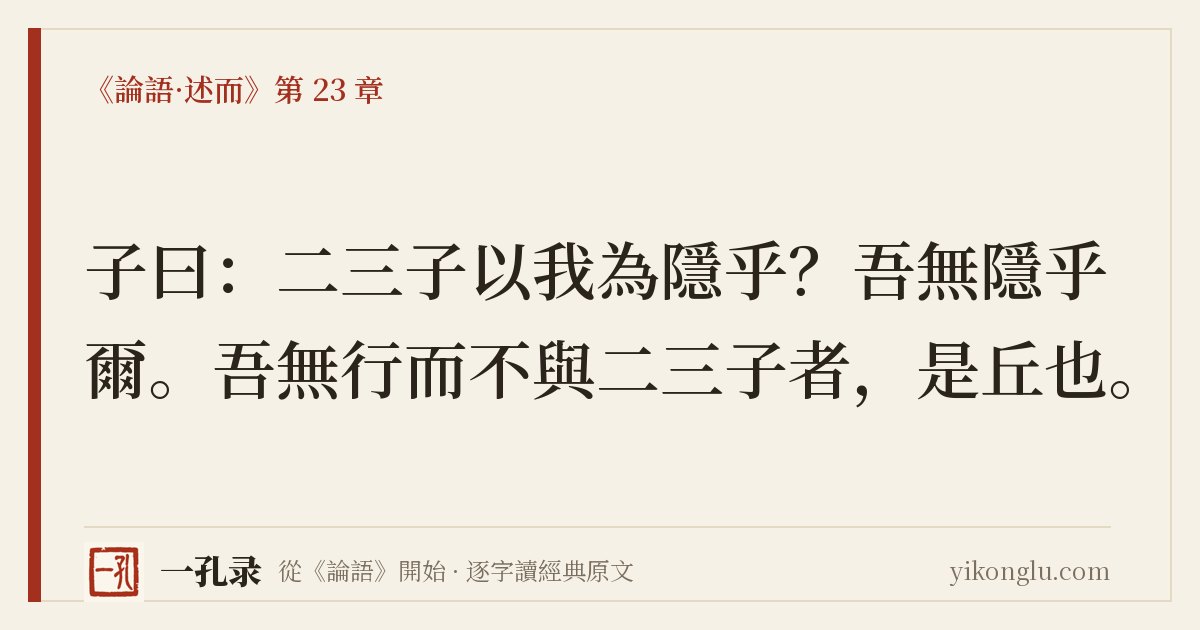 《論語·述而》第 23 章
子曰：二三子以我為隱乎？吾無隱乎
爾。吾無行而不與二三子者，是丘也。
一孔
一孔录 從《論語》開始 · 逐字讀經典原文 yikonglu.com